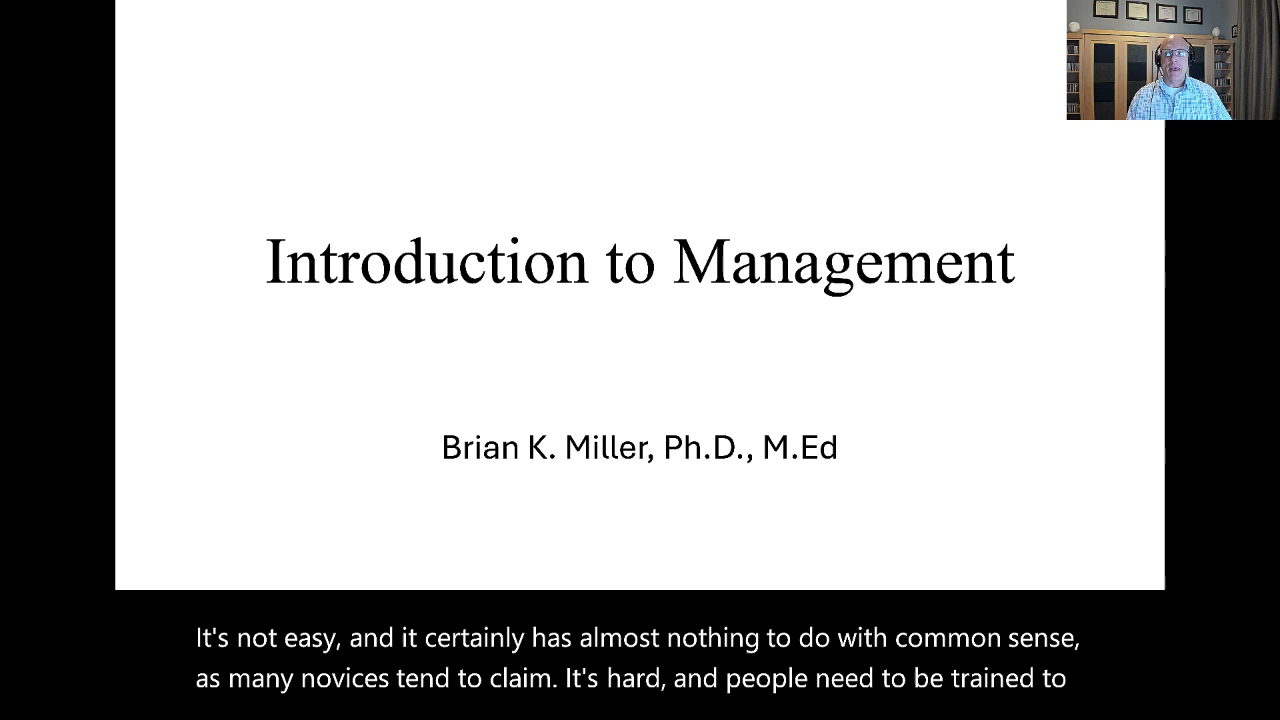 Introduction to Management
Brian K. Miller, Ph.D., M.Ed
It's not easy, and it certainly has almost nothing to do with common sense,
as many novices tend to claim. It's hard, and people need to be trained to